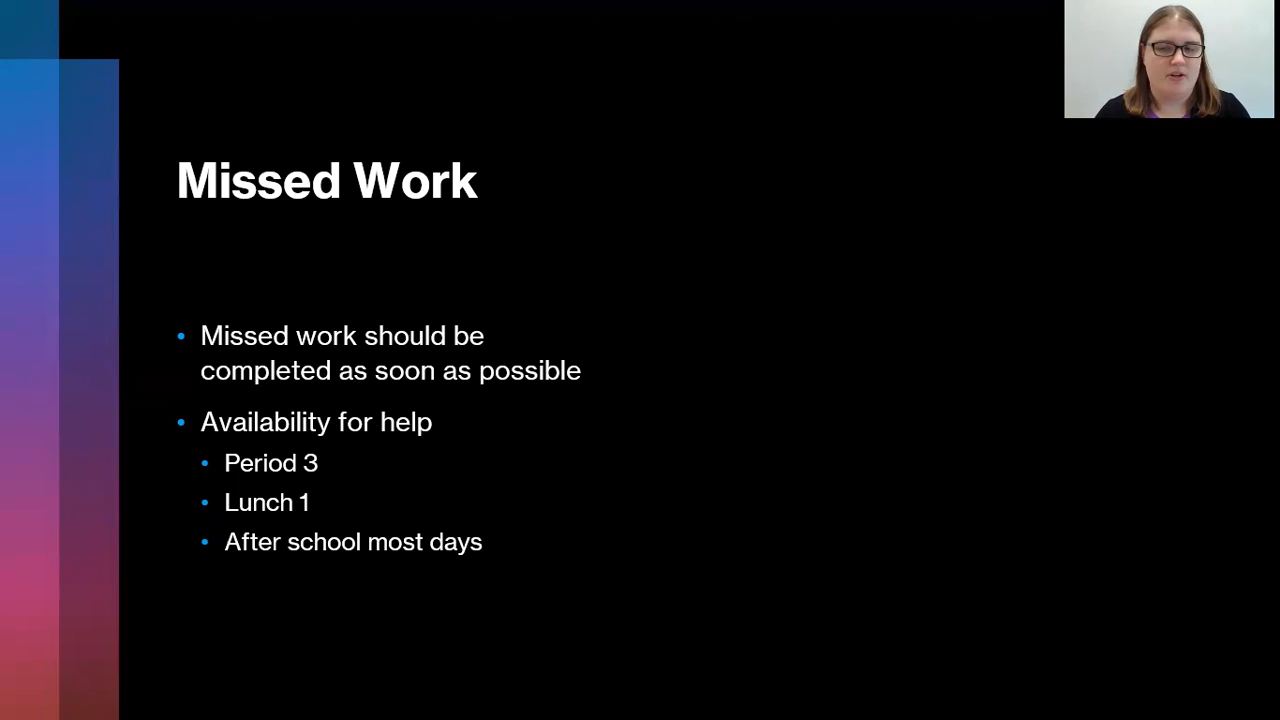 Missed Work
Missed work should be
completed as soon as possible
Availability for help
Period 3
Lunch 1
After school most days